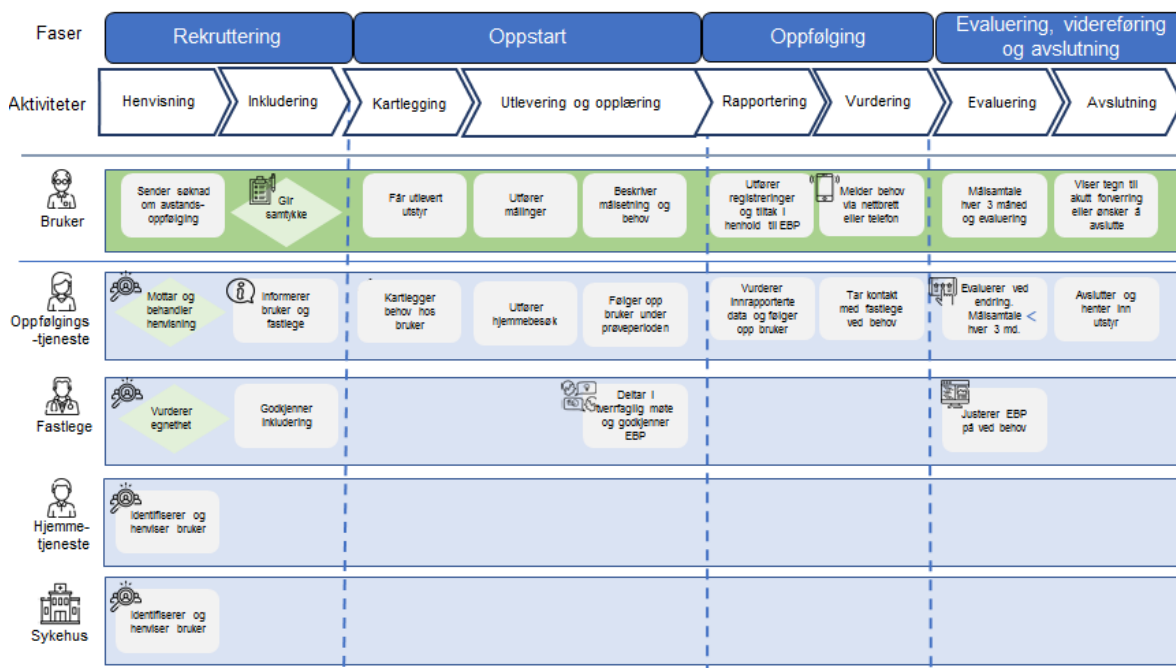 Faser
Rekruttering
Oppstart
Oppfølging
Evaluering, videreføring
og avslutning
Aktiviteter
Henvisning
Inkludering
Kartlegging
Utlevering og opplæring
Rapportering
Vurdering
Evaluering
Avslutning
Bruker
Sender søknad
om avstands-
oppfølging
Gir
samtykke
Får utlevert
utstyr
Utfører
målinger
Beskriver
målsetning og
behov
Utfører
registreringer
og tiltak i
henhold til EBP
Melder behov
via nettbrett
eller telefon
Målsamtale
hver 3 måned
og evaluering
Viser tegn til
akutt forverring
eller ønsker å
avslutte
Oppfølgings
-tjeneste
Mottar og
behandler
henvisning
Informerer
bruker og
fastlege
Kartlegger
behov hos
bruker
Utfører
hjemmebesøk
Følger opp
bruker under
prøveperioden
Vurderer
innrapporterte
data og følger
opp bruker
Tar kontakt
med fastlege
ved behov
Evaluerer ved
endring.
Målsamtale <
hver 3 md.
Avslutter og
henter inn
utstyr
Fastlege
Vurderer
egnethet
Godkjenner
inkludering
Deltar i
tverrfaglig møte
og godkjenner
EBP
Justerer EBP
på ved behov
Hjemme-
tjeneste
Identifiserer og
henviser bruker
Sykehus
Identifiserer og
henviser bruker